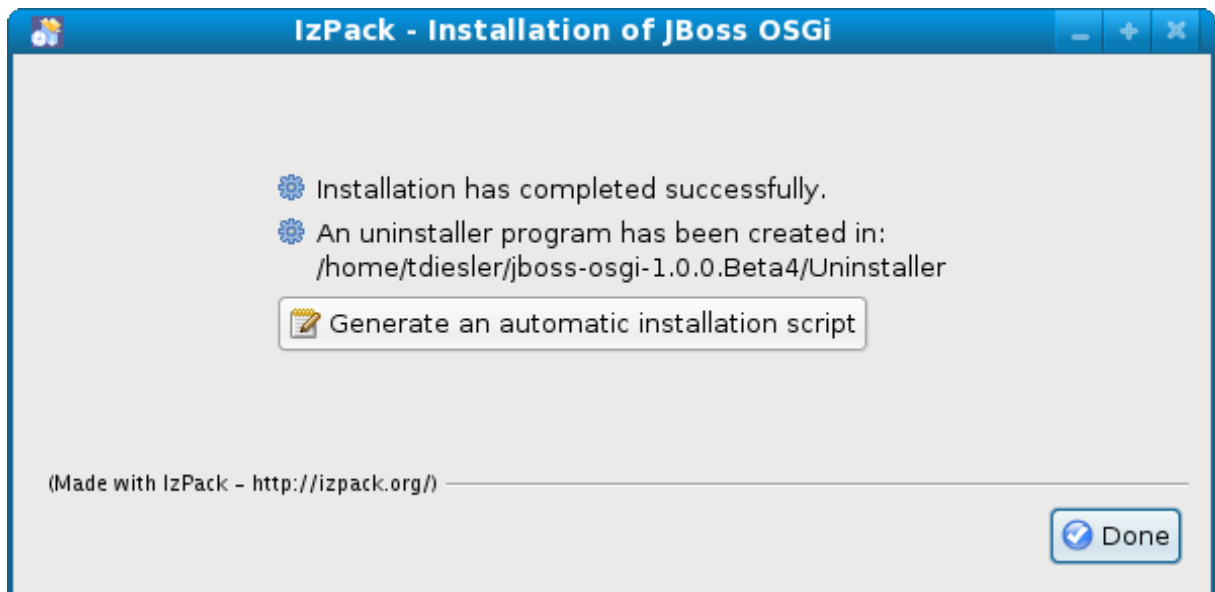 IzPack - Installation of JBoss OSGi
Installation has completed successfully.
An uninstaller program has been created in:
/home/tdiesler/jboss-osgi-1.0.0.Beta4/Uninstaller
Generate an automatic installation script
(Made with IzPack - http://izpack.org/)
Done